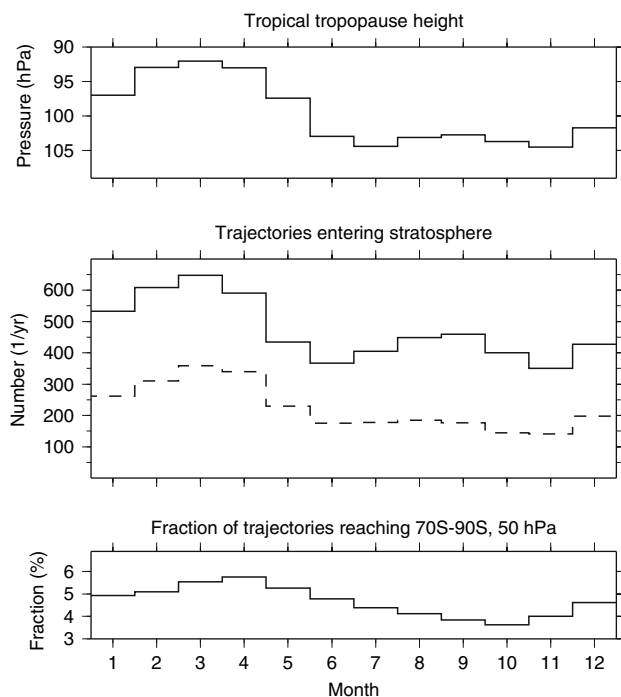 Tropical tropopause height
90
95
100
105
Pressure (hPa)
Trajectories entering stratosphere
600
500
400
300
200
100
Number (1/yr)
Fraction of trajectories reaching 70S-90S, 50 hPa
6
5
4
3
Fraction (%)
1 2 3 4 5 6 7 8 9 10 11 12
Month